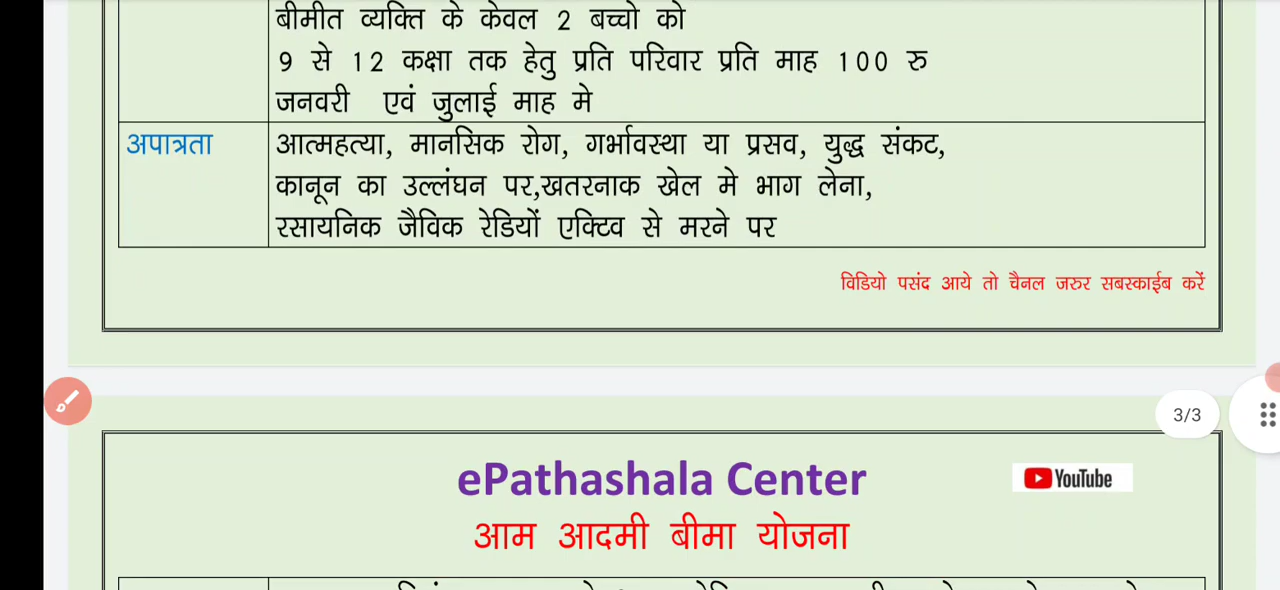 बीमीत व्यक्ति के केवल 2 बच्चो को
9 से 12 कक्षा तक हेतु प्रति परिवार प्रति माह 100 रु
जनवरी एवं जुलाई माह मे
अपात्रता आत्महत्या, मानसिक रोग, गर्भावस्था या प्रसव, युद्ध संकट,
कानून का उल्लंघन पर,खतरनाक खेल मे भाग लेना,
रसायनिक जैविक रेडियों एक्टिव से मरने पर
विडियो पसंद आये तो चैनल जरुर सबस्काईब करें
3/3
ePathashala Center
YouTube
आम आदमी बीमा योजना